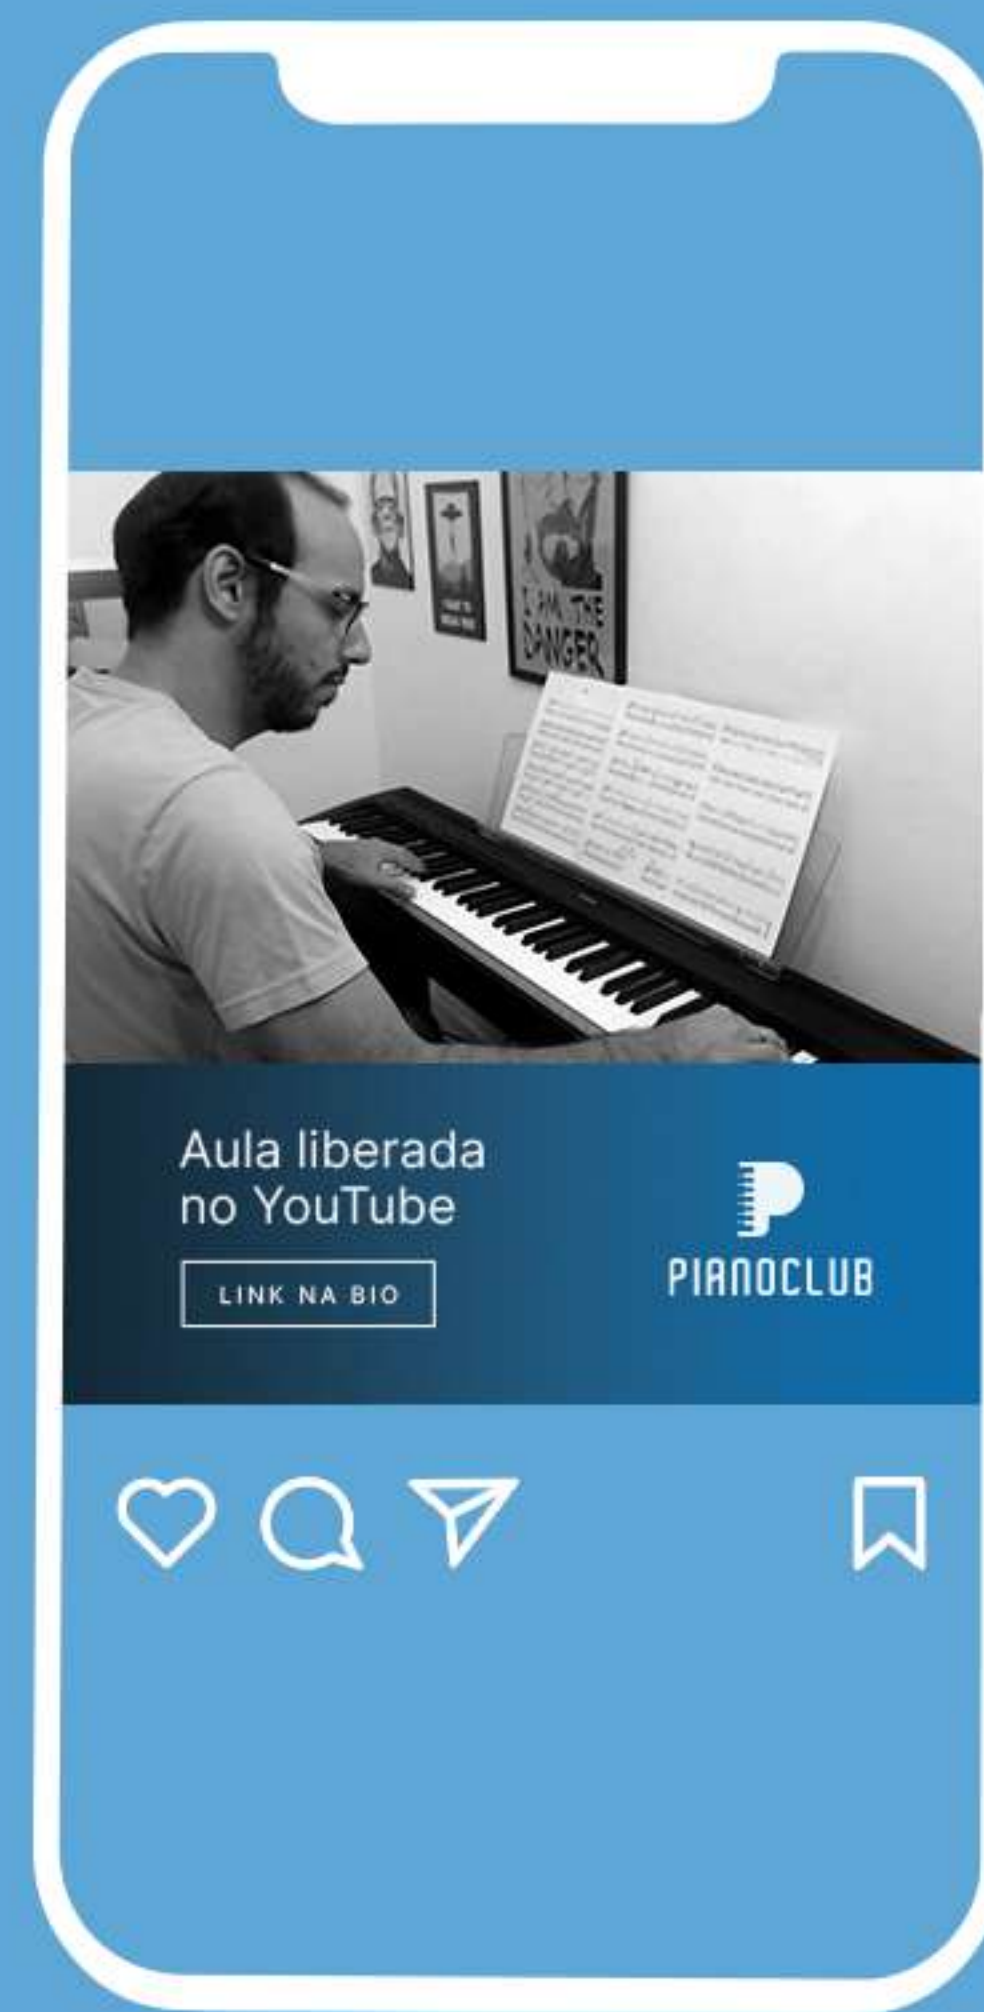 I AM THE
DANGER
Aula liberada
no YouTube
LINK NA BIO
PIANOCLUB